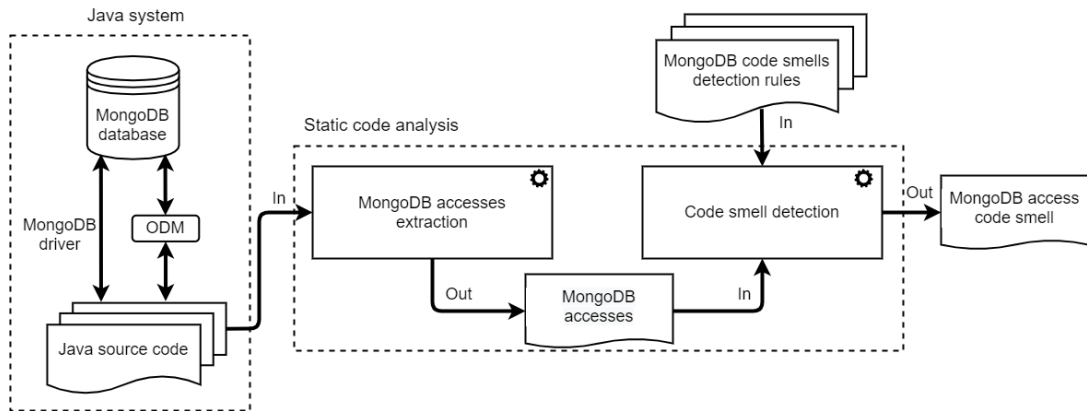 Java system
MongoDB
database
MongoDB
driver
ODM
Java source code
In
Static code analysis
MongoDB accesses
extraction
Out
MongoDB
accesses
In
MongoDB code smells
detection rules
In
Code smell detection
Out
MongoDB access
code smell